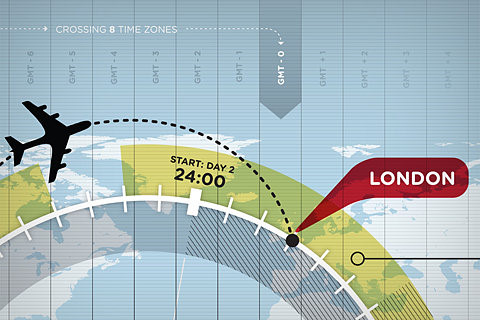 CROSSING 8 TIME ZONES
GMT - 6
GMT - 5
GMT - 4
GMT - 3
GMT - 2
GMT - 1
GMT - 0
GMT + 1
GMT + 2
GMT + 3
GMT + 4
START: DAY 2
24:00
LONDON